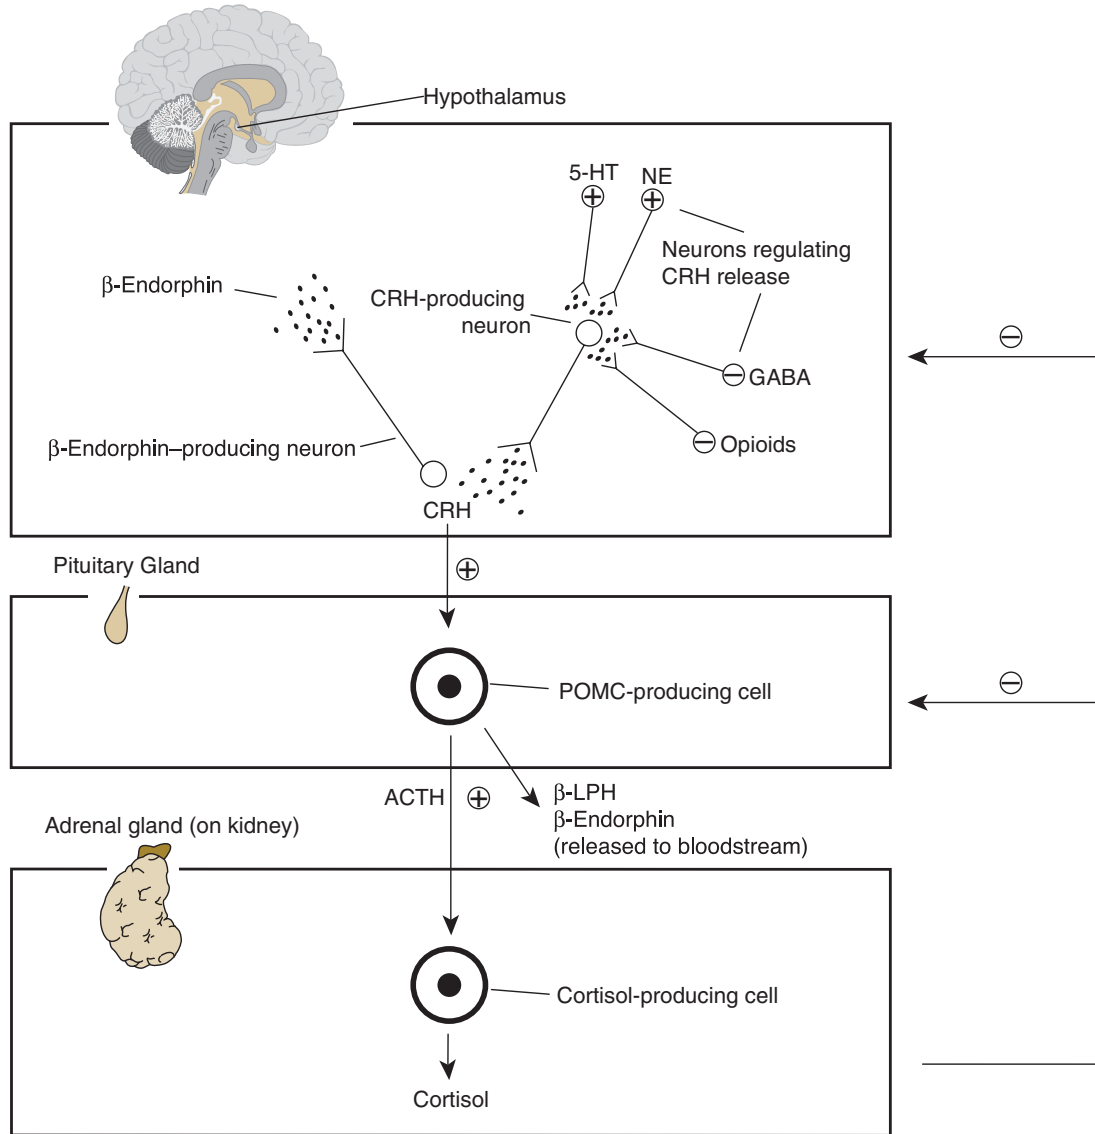 Hypothalamus
5-HT
NE
Neurons regulating
CRH release
β-Endorphin
CRH-producing
neuron
GABA
β-Endorphin–producing neuron
Opioids
CRH
Pituitary Gland
POMC-producing cell
ACTH
β-LPH
β-Endorphin
(released to bloodstream)
Adrenal gland (on kidney)
Cortisol-producing cell
Cortisol